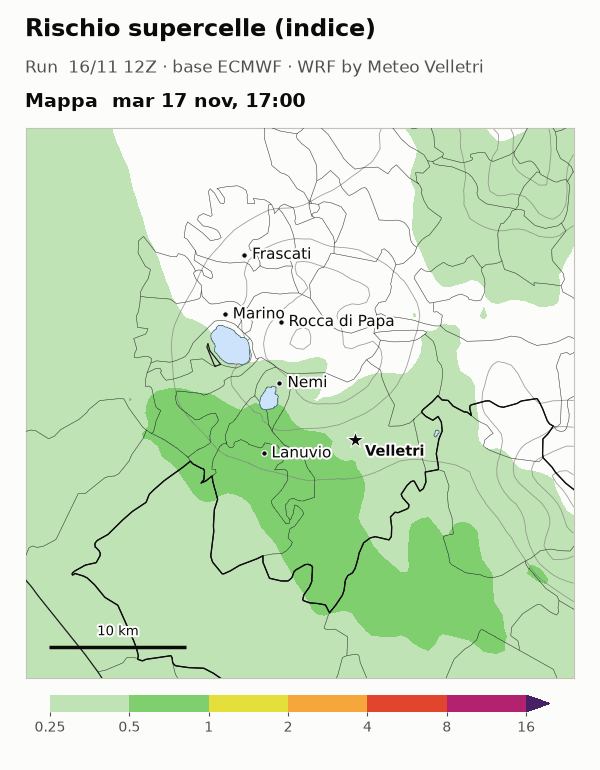 Rischio supercelle (indice)
Run  16/11 12Z · base ECMWF · WRF by Meteo Velletri
Mappa  mar 17 nov, 17:00
Frascati
Marino
Rocca di Papa
Nemi
Velletri
Lanuvio
10 km
0.25 0.5 1 2 4 8 16